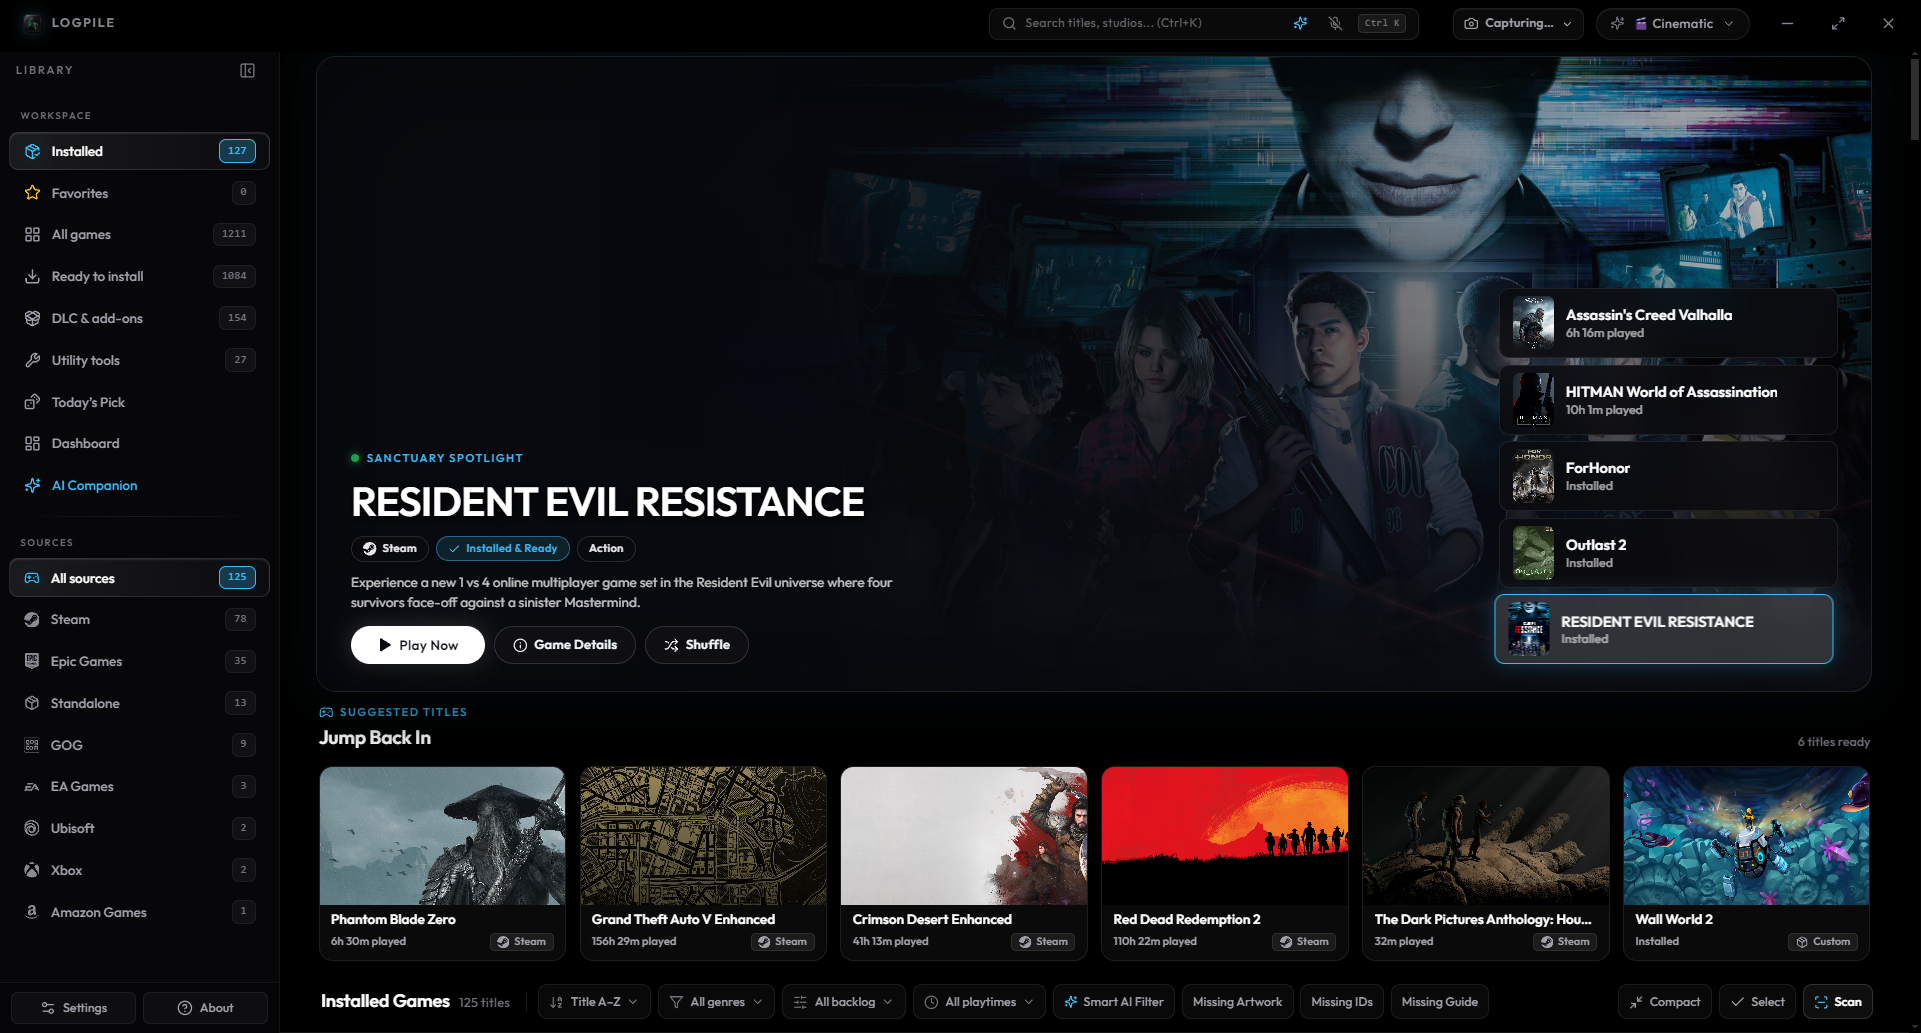 LOGPILE
Search titles, studios... (Ctrl+K)
Ctrl K
Capturing...
Cinematic
LIBRARY
WORKSPACE
Installed 127
Favorites 0
All games 1211
Ready to install 1084
DLC & add-ons 154
Utility tools 27
Today's Pick
Dashboard
AI Companion
SOURCES
All sources 125
Steam 78
Epic Games 35
Standalone 13
GOG 9
EA Games 3
Ubisoft 2
Xbox 2
Amazon Games 1
Settings
About
SANCTUARY SPOTLIGHT
RESIDENT EVIL RESISTANCE
Steam
Installed & Ready
Action
Experience a new 1 vs 4 online multiplayer game set in the Resident Evil universe where four
survivors face-off against a sinister Mastermind.
Play Now
Game Details
Shuffle
Assassin's Creed Valhalla
6h 16m played
HITMAN World of Assassination
10h 1m played
ForHonor
Installed
Outlast 2
Installed
RESIDENT EVIL RESISTANCE
Installed
SUGGESTED TITLES
Jump Back In
6 titles ready
Phantom Blade Zero
6h 30m played
Steam
Grand Theft Auto V Enhanced
156h 29m played
Steam
Crimson Desert Enhanced
41h 13m played
Steam
Red Dead Redemption 2
110h 22m played
Steam
The Dark Pictures Anthology: Hou...
32m played
Steam
Wall World 2
Installed
Custom
Installed Games 125 titles
Title A–Z
All genres
All backlog
All playtimes
Smart AI Filter
Missing Artwork
Missing IDs
Missing Guide
Compact
Select
Scan